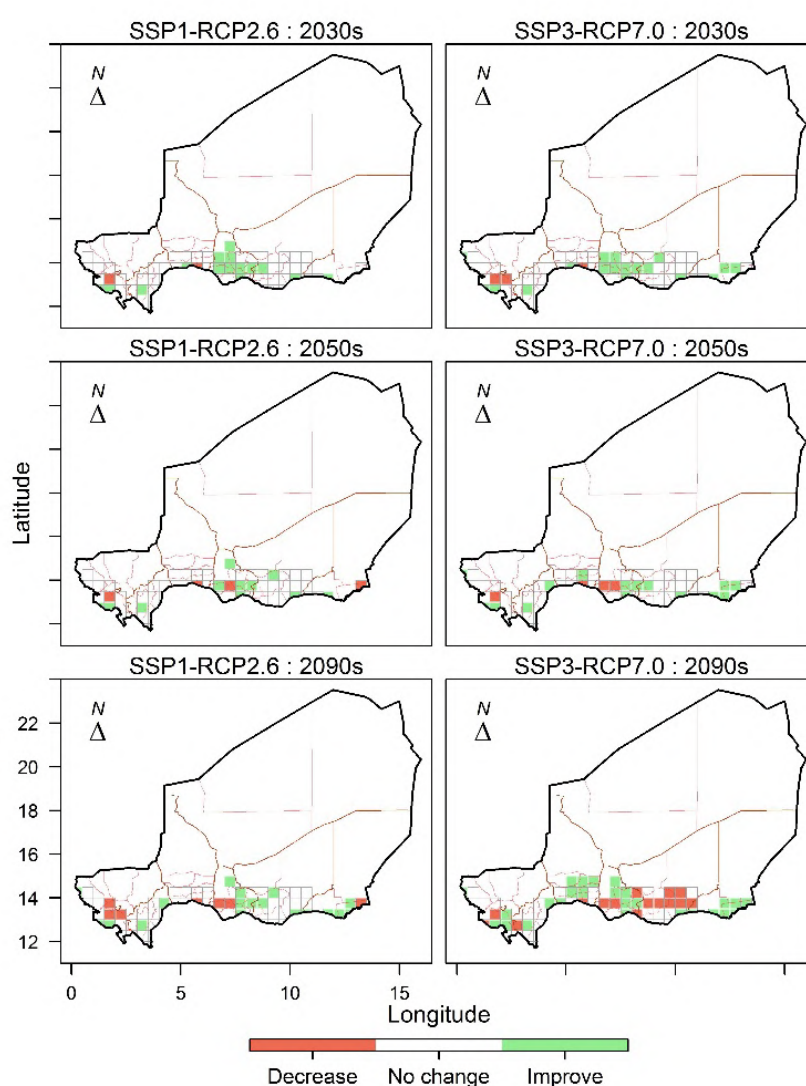 SSP1-RCP2.6 : 2030s
SSP3-RCP7.0 : 2030s
N
Δ
N
Δ
SSP1-RCP2.6 : 2050s
SSP3-RCP7.0 : 2050s
N
Δ
N
Δ
Latitude
SSP1-RCP2.6 : 2090s
SSP3-RCP7.0 : 2090s
N
Δ
N
Δ
22
20
18
16
14
12
0 5 10 15
Longitude
Decrease No change Improve